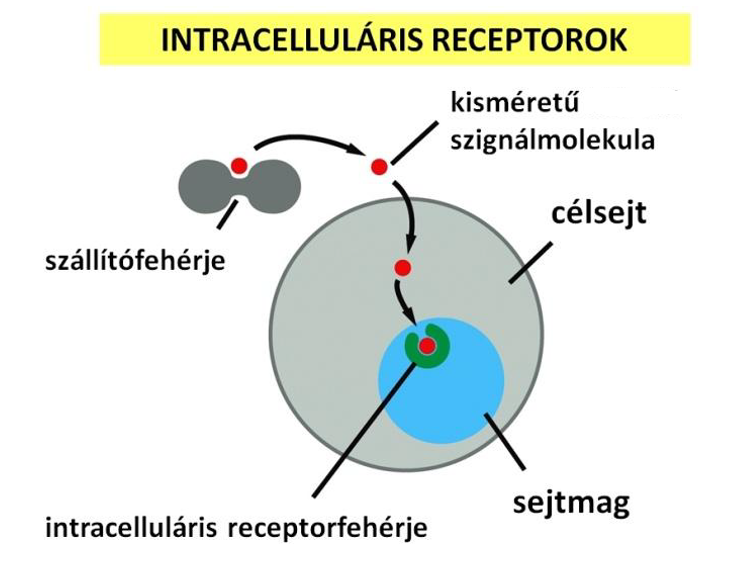 INTRACELLULÁRIS RECEPTOROK
kisméretű
szignálmolekula
célsejt
szállítófehérje
sejtmag
intracelluláris receptorfehérje